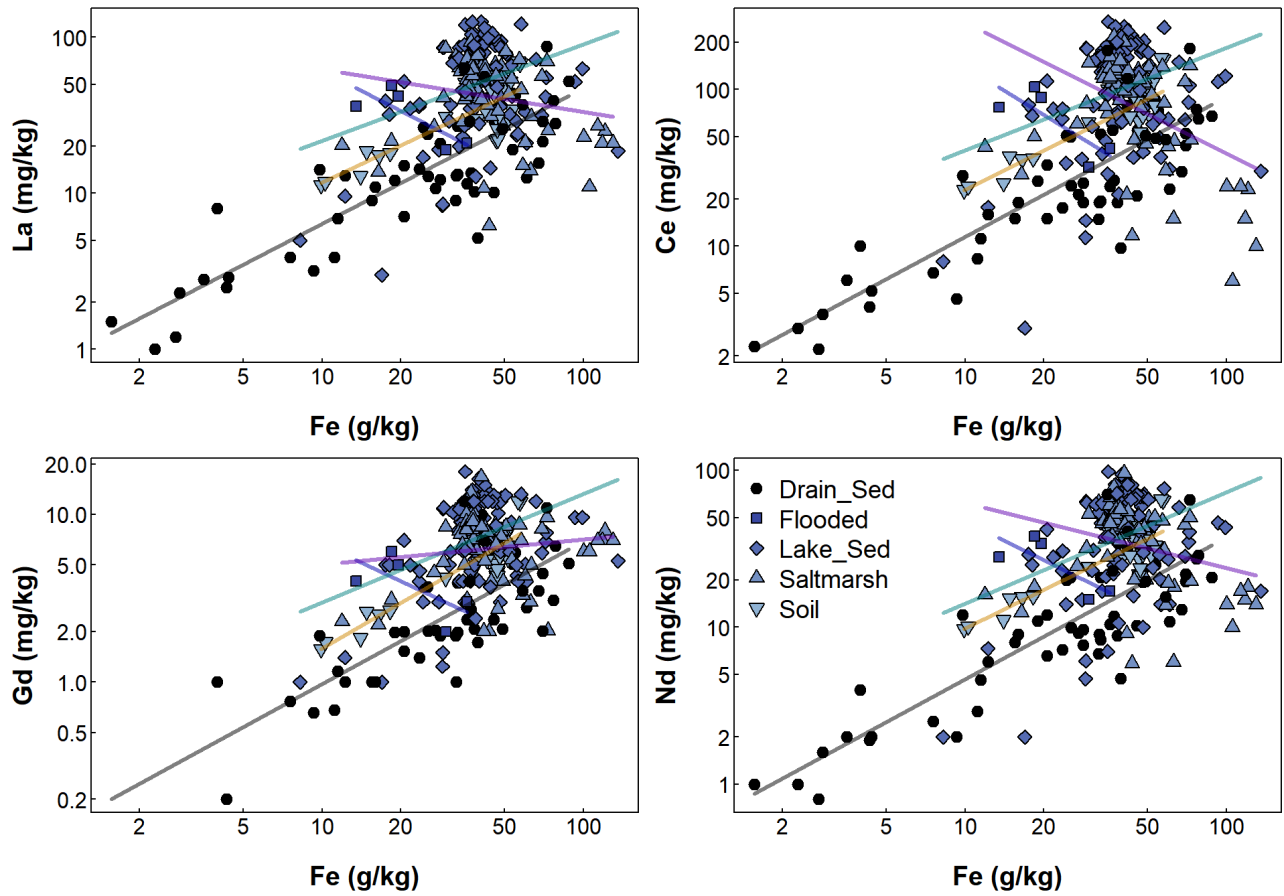 100
50
20
10
5
2
1
La (mg/kg)
2 5 10 20 50 100
Fe (g/kg)
200
100
50
20
10
5
2
Ce (mg/kg)
2 5 10 20 50 100
Fe (g/kg)
20.0
10.0
5.0
2.0
1.0
0.5
0.2
Gd (mg/kg)
2 5 10 20 50 100
Fe (g/kg)
100
50
20
10
5
2
1
Nd (mg/kg)
Drain_Sed
Flooded
Lake_Sed
Saltmarsh
Soil
2 5 10 20 50 100
Fe (g/kg)